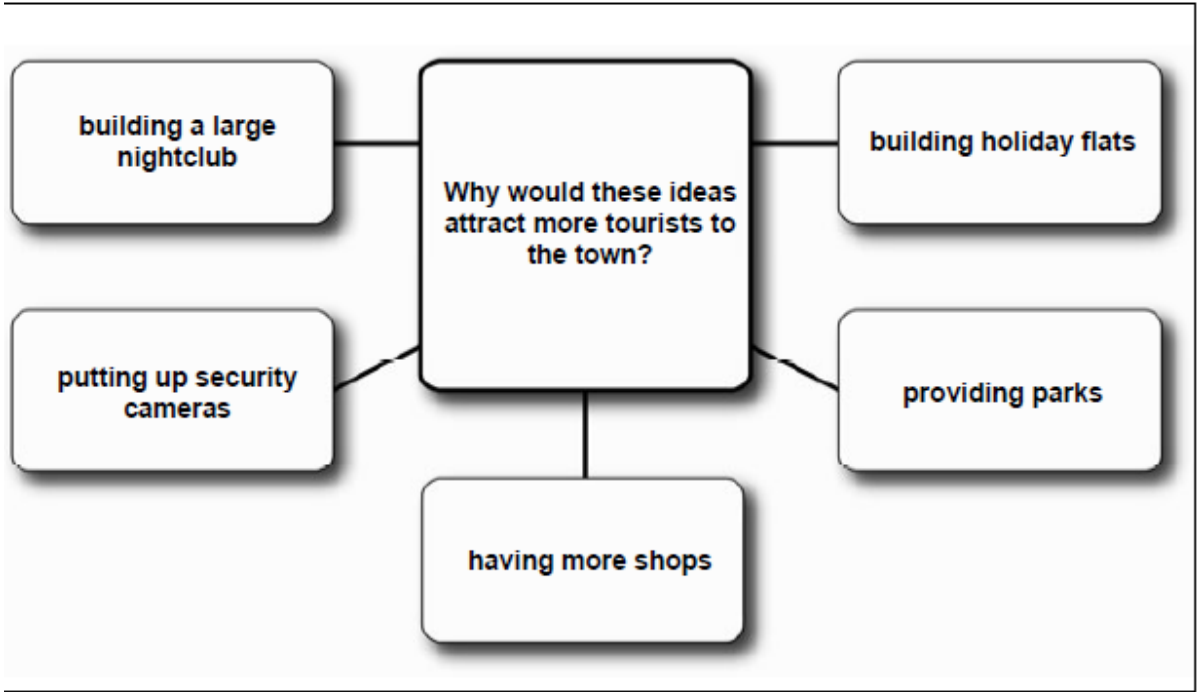 building a large
nightclub
Why would these ideas
attract more tourists to
the town?
building holiday flats
putting up security
cameras
providing parks
having more shops